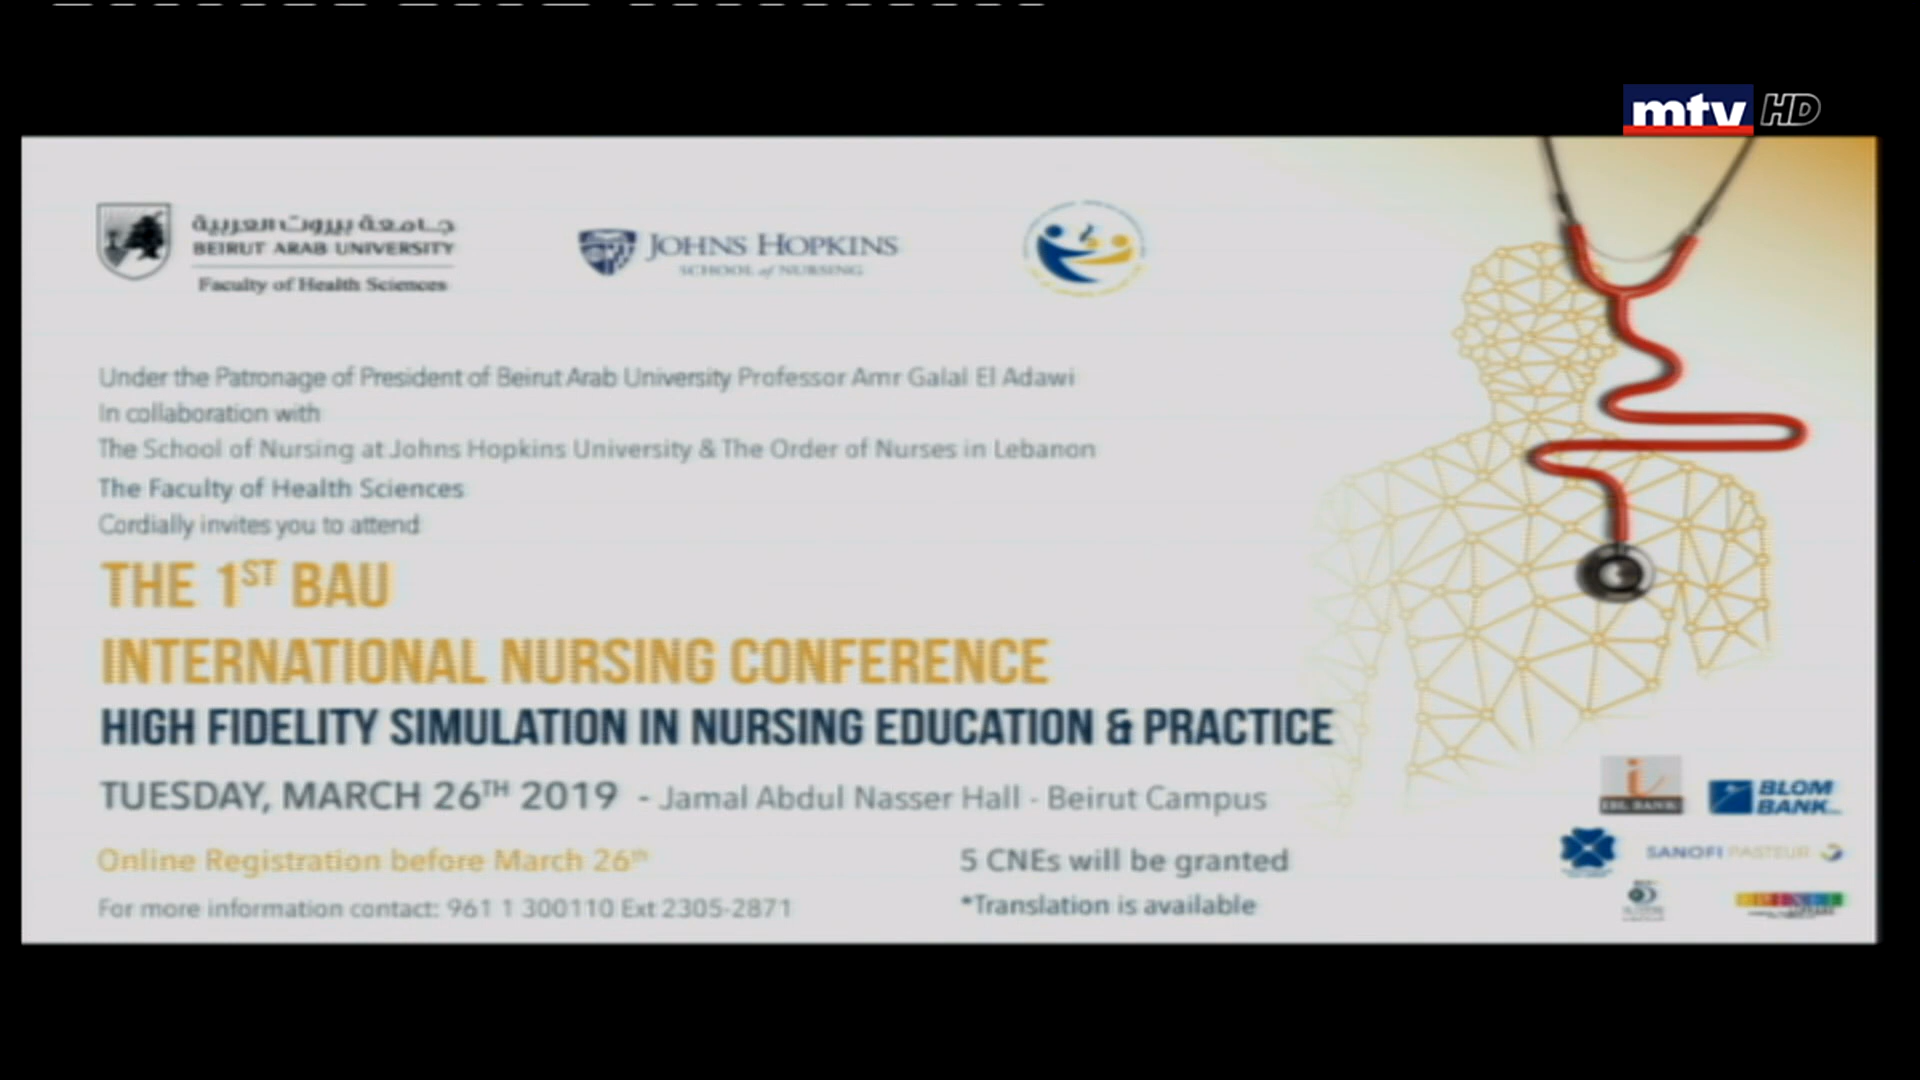 mtv HD
جامعة بيروت العربية
BEIRUT ARAB UNIVERSITY
Faculty of Health Sciences
JOHNS HOPKINS
SCHOOL of NURSING
Under the Patronage of President of Beirut Arab University Professor Amr Galal El Adawi
In collaboration with
The School of Nursing at Johns Hopkins University & The Order of Nurses in Lebanon
The Faculty of Health Sciences
Cordially invites you to attend
THE 1ST BAU
INTERNATIONAL NURSING CONFERENCE
HIGH FIDELITY SIMULATION IN NURSING EDUCATION & PRACTICE
TUESDAY, MARCH 26TH 2019 - Jamal Abdul Nasser Hall - Beirut Campus
Online Registration before March 26th
5 CNEs will be granted
For more information contact: 961 1 300110 Ext 2305-2871
*Translation is available
IBL BANK
BLOM
BANK
SANOFI PASTEUR